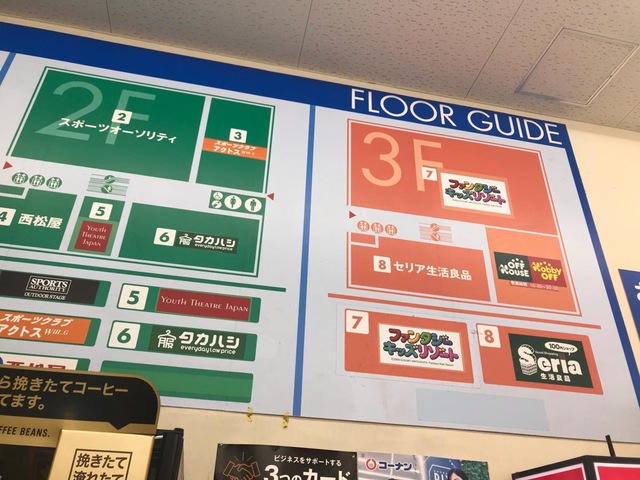 FLOOR GUIDE
2F
2
スポーツオーソリティ
3
スポーツクラブ
アクトス WiLL_G
4 西松屋
5
YOUTH
THEATRE
JAPAN
6 服 タカハシ
everyday low price
SPORTS
AUTHORITY
OUTDOOR STAGE
スポーツクラブ
アクトス WiLL_G
5 YOUTH THEATRE JAPAN
6 服 タカハシ
everyday low price
3F
7
ファンタジー
キッズリゾート
8 セリア生活良品
OFF
HOUSE
Hobby
OFF
7
ファンタジー
キッズリゾート
8
100円ショップ
Seria
生活良品
ら挽きたてコーヒー
てます。
FFEE BEANS.
挽きたて
淹れたて
ビジネスをサポートする
3つのカード
コーナン